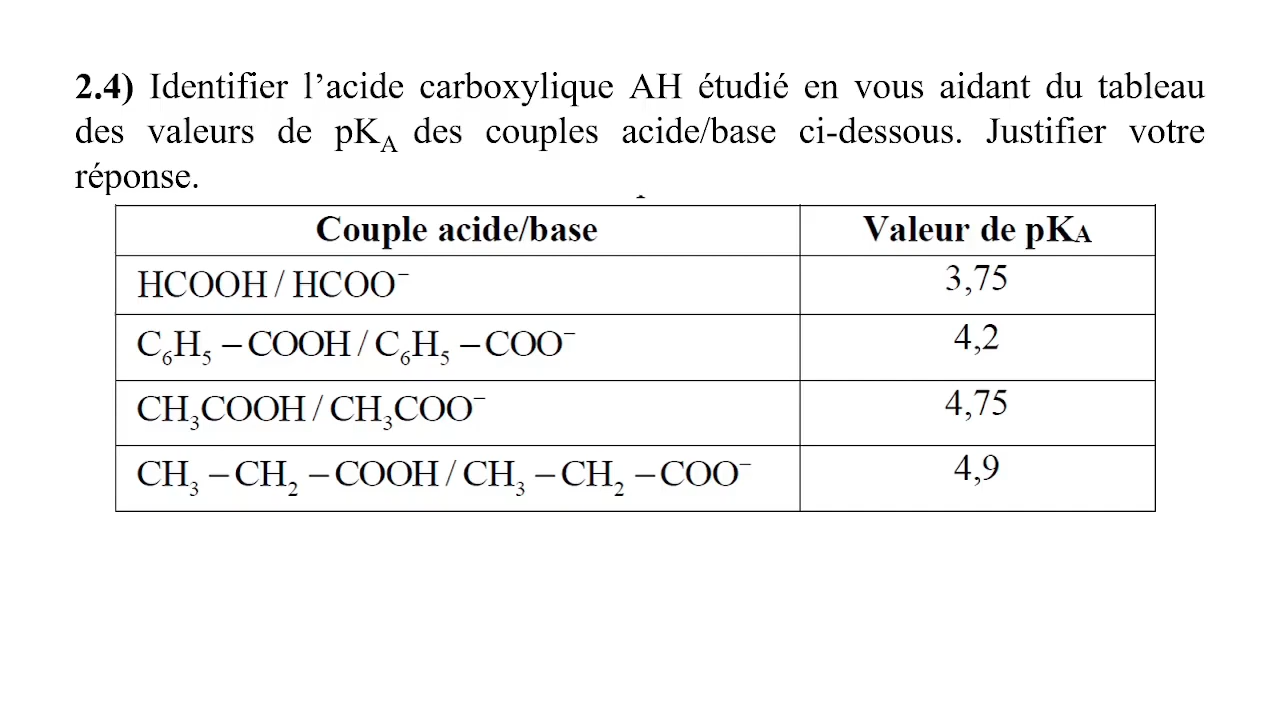 2.4) Identifier l’acide carboxylique AH étudié en vous aidant du tableau
des valeurs de pK_A des couples acide/base ci-dessous. Justifier votre
réponse.
Couple acide/base Valeur de pK_A
HCOOH / HCOO⁻ 3,75
C₆H₅ – COOH / C₆H₅ – COO⁻ 4,2
CH₃COOH / CH₃COO⁻ 4,75
CH₃ – CH₂ – COOH / CH₃ – CH₂ – COO⁻ 4,9